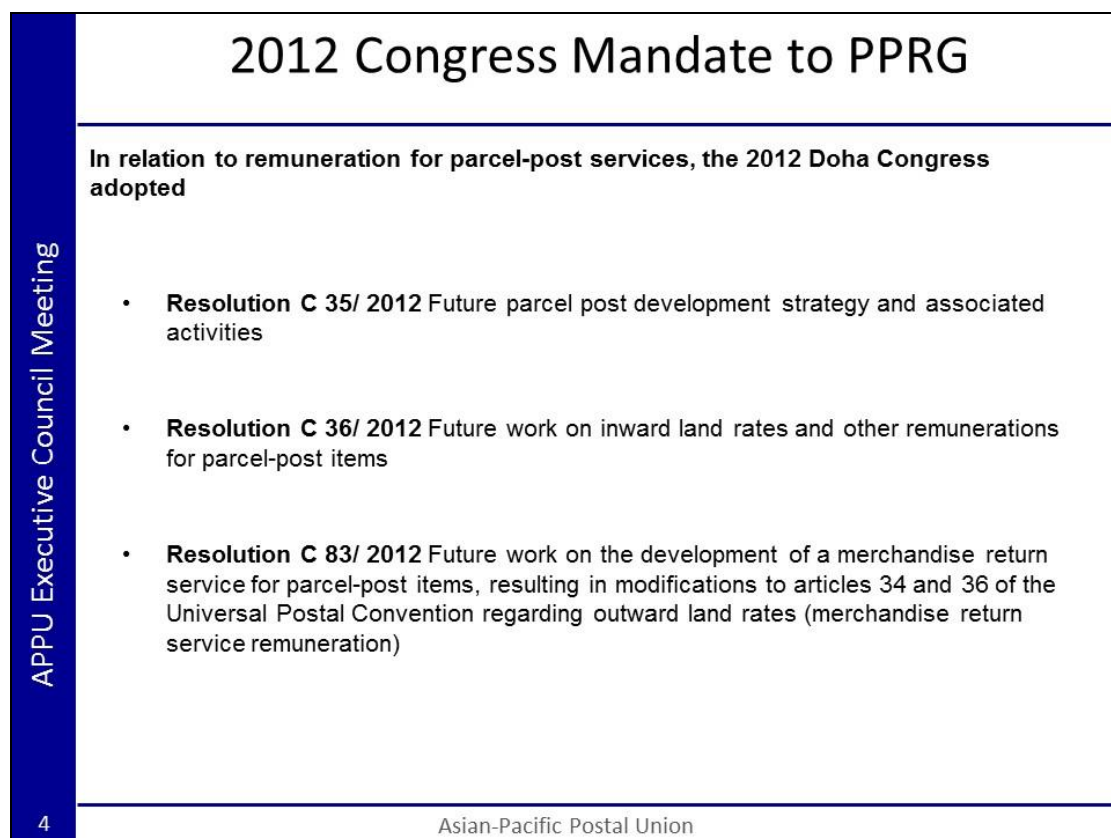 2012 Congress Mandate to PPRG
In relation to remuneration for parcel-post services, the 2012 Doha Congress
adopted
• Resolution C 35/ 2012 Future parcel post development strategy and associated
activities
• Resolution C 36/ 2012 Future work on inward land rates and other remunerations
for parcel-post items
• Resolution C 83/ 2012 Future work on the development of a merchandise return
service for parcel-post items, resulting in modifications to articles 34 and 36 of the
Universal Postal Convention regarding outward land rates (merchandise return
service remuneration)
APPU Executive Council Meeting
4
Asian-Pacific Postal Union